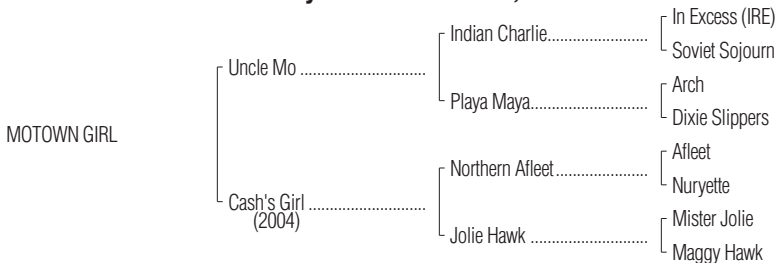 In Excess (IRE)
Indian Charlie........................
Soviet Sojourn
Uncle Mo ..............................
Arch
Playa Maya............................
Dixie Slippers
MOTOWN GIRL
Afleet
Northern Afleet......................
Nuryette
Cash's Girl ............................
(2004)
Mister Jolie
Jolie Hawk ............................
Maggy Hawk